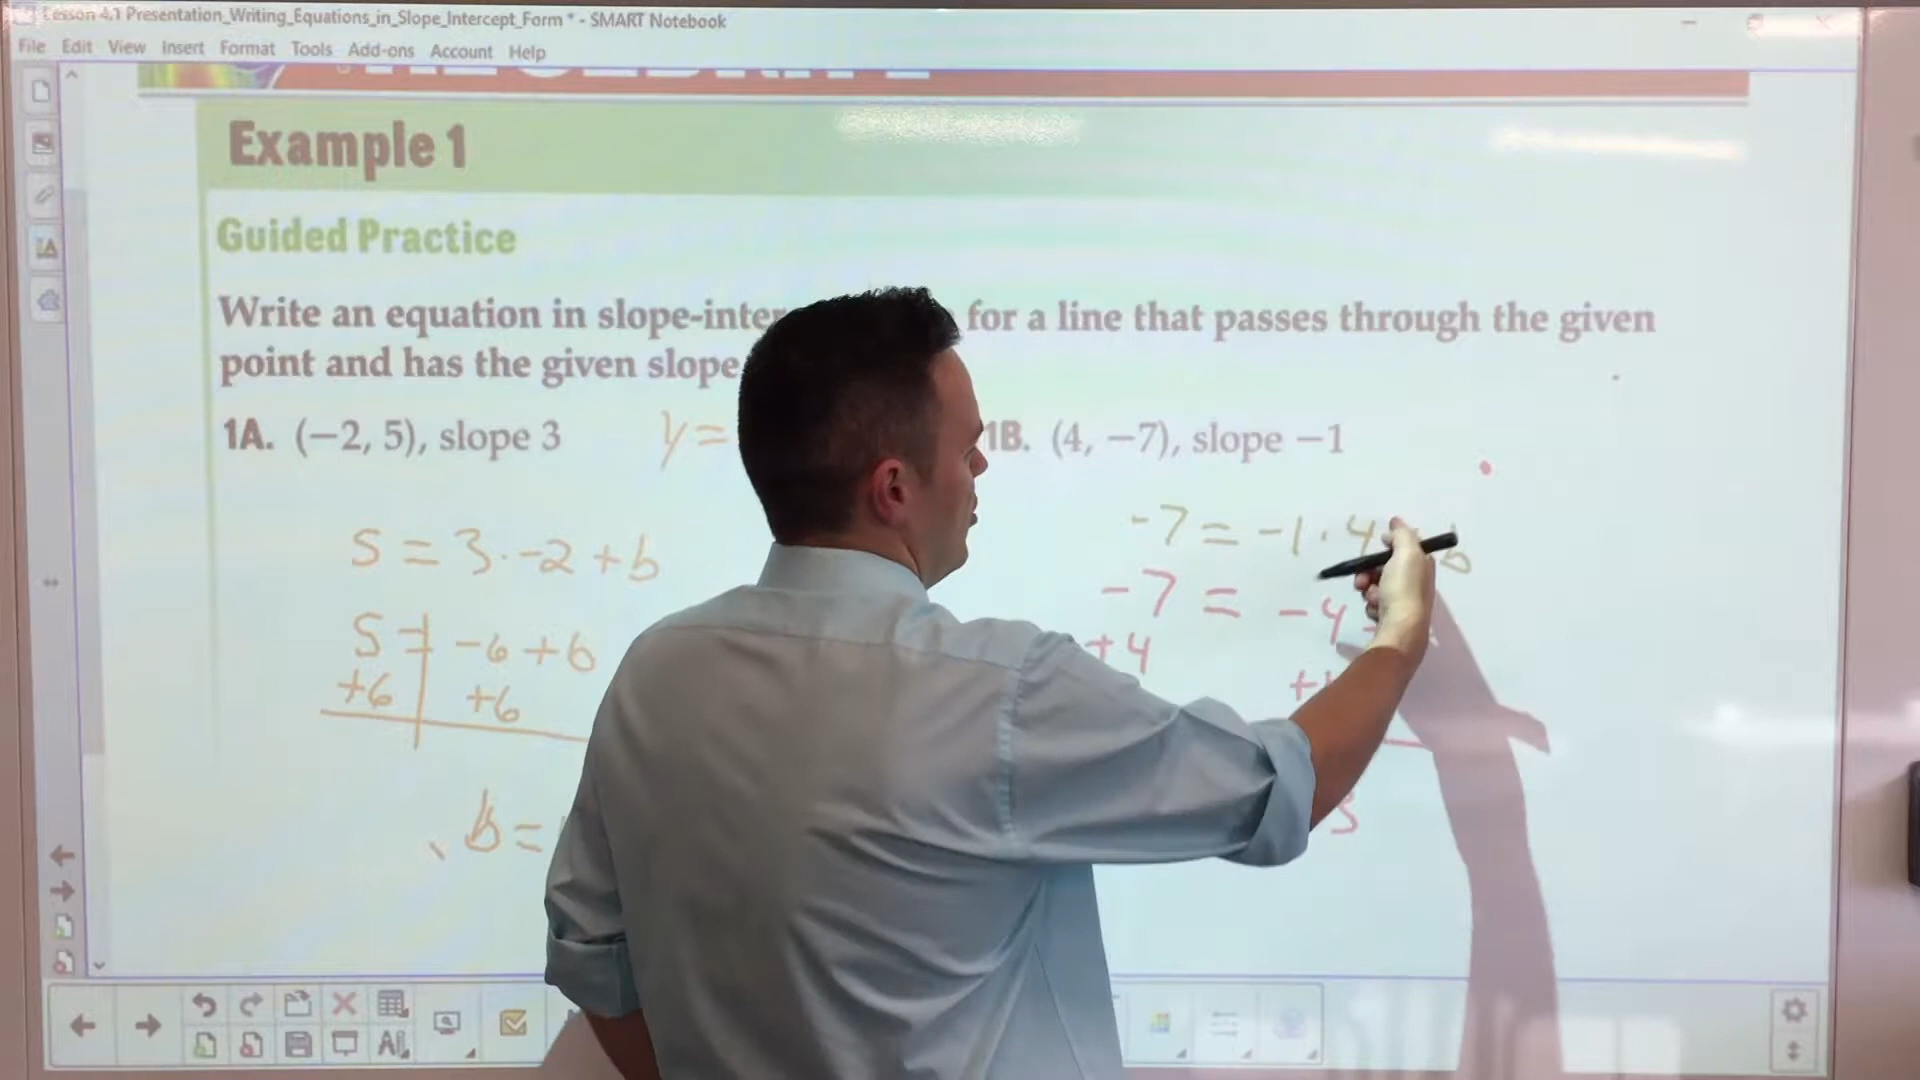 Lesson 4.1 Presentation_Writing_Equations_in_Slope_Intercept_Form * - SMART Notebook
File Edit View Insert Format Tools Add-ons Account Help
Example 1
Guided Practice
Write an equation in slope-inter for a line that passes through the given
point and has the given slope
1A. (−2, 5), slope 3
y =
5 = 3 · -2 + b
5 = -6 + b
+6 +6
b =
1B. (4, −7), slope −1
-7 = -1 · 4 b
-7 = -4
+4 +
3